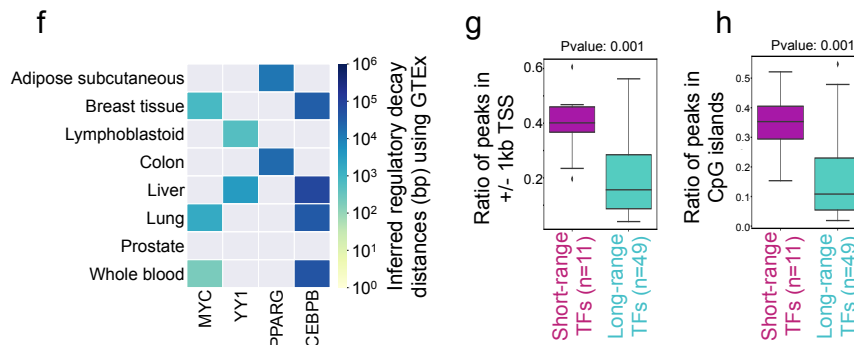 f
Adipose subcutaneous
Breast tissue
Lymphoblastoid
Colon
Liver
Lung
Prostate
Whole blood
MYC
YY1
PPARG
CEBPB
10^6
10^5
10^4
10^3
10^2
10^1
10^0
Inferred regulatory decay
distances (bp) using GTEx
g
Pvalue: 0.001
Ratio of peaks in
+/- 1kb TSS
0.6
0.4
0.2
Short-range
TFs (n=11)
Long-range
TFs (n=49)
h
Pvalue: 0.001
Ratio of peaks in
CpG islands
0.5
0.4
0.3
0.2
0.1
0.0
Short-range
TFs (n=11)
Long-range
TFs (n=49)